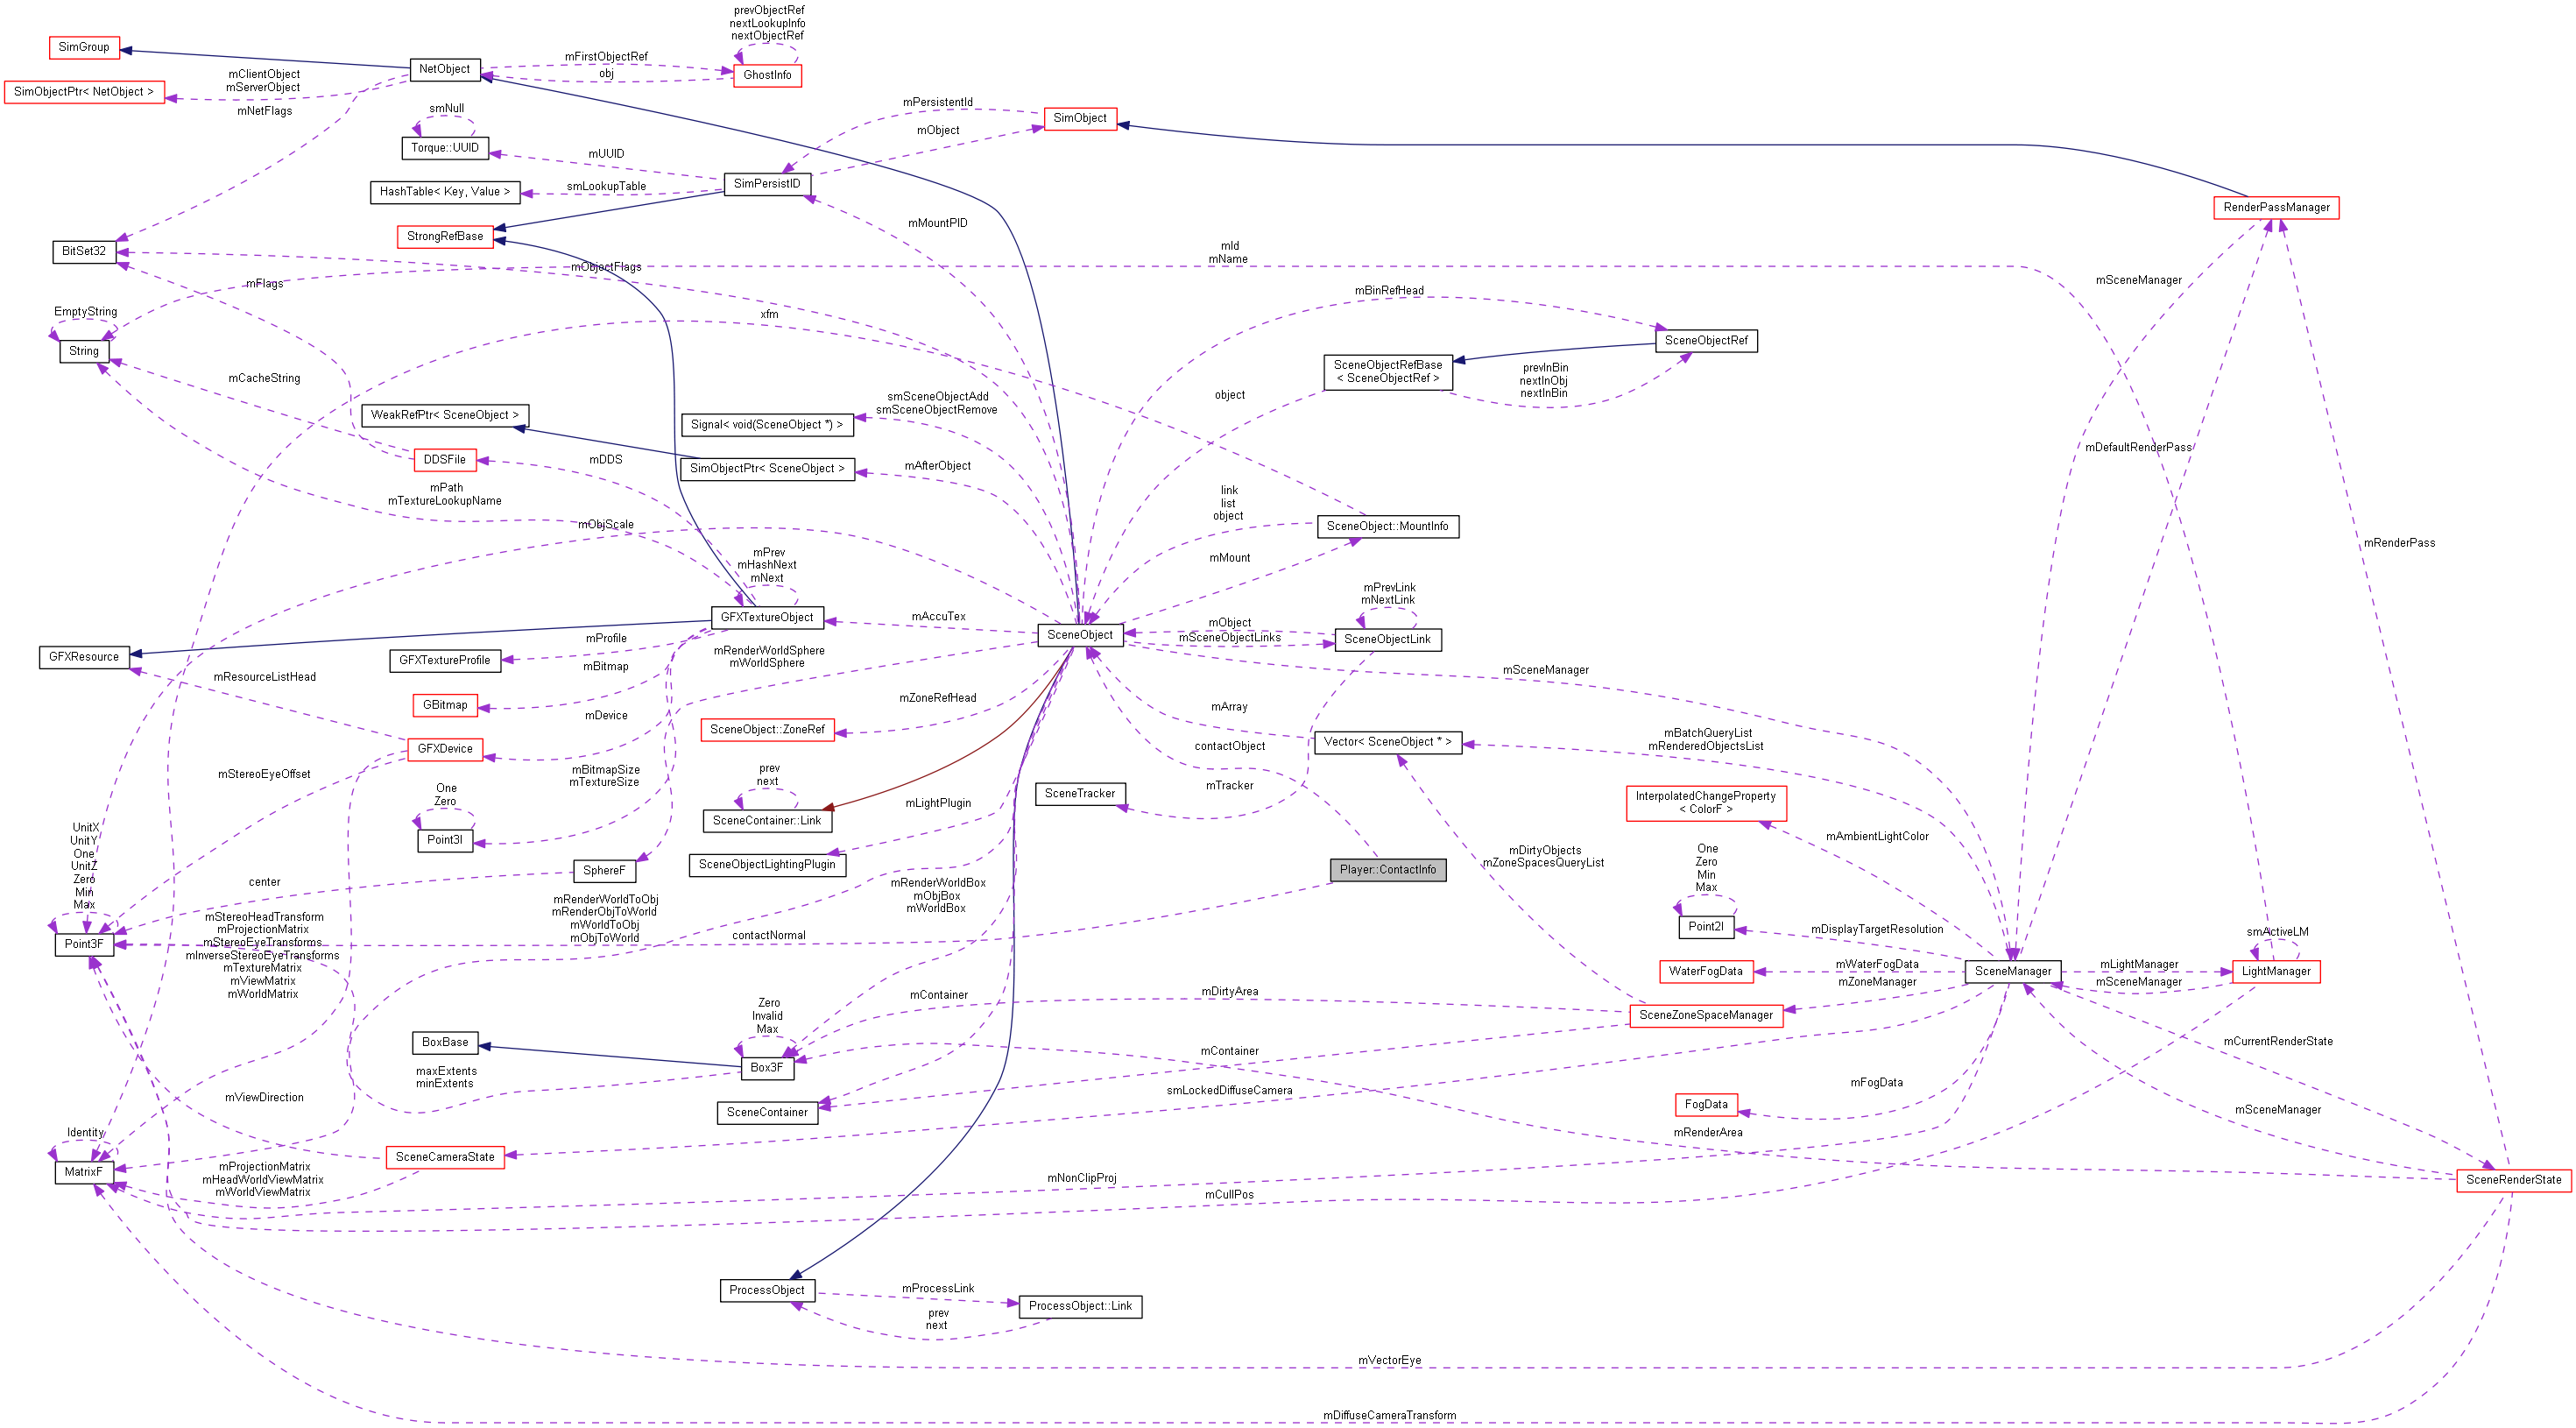 prevObjectRef
nextLookupInfo
nextObjectRef
SimGroup
NetObject
mFirstObjectRef
obj
GhostInfo
mClientObject
mServerObject
SimObjectPtr< NetObject >
mNetFlags
smNull
Torque::UUID
mUUID
mPersistentId
mObject
SimObject
HashTable< Key, Value >
smLookupTable
SimPersistID
RenderPassManager
StrongRefBase
mMountPID
BitSet32
mId
mName
mObjectFlags
mFlags
mSceneManager
mBinRefHead
EmptyString
xfm
String
SceneObjectRef
SceneObjectRefBase
< SceneObjectRef >
prevInBin
nextInObj
nextInBin
mCacheString
object
smSceneObjectAdd
smSceneObjectRemove
WeakRefPtr< SceneObject >
Signal< void(SceneObject *) >
mDefaultRenderPass
DDSFile
mDDS
SimObjectPtr< SceneObject >
mAfterObject
mPath
mTextureLookupName
link
list
object
mObjScale
SceneObject::MountInfo
mRenderPass
mPrev
mHashNext
mNext
mMount
mPrevLink
mNextLink
GFXTextureObject
mAccuTex
SceneObject
mObject
mSceneObjectLinks
SceneObjectLink
GFXResource
GFXTextureProfile
mProfile
mBitmap
mRenderWorldSphere
mWorldSphere
mSceneManager
mResourceListHead
GBitmap
mZoneRefHead
mArray
mDevice
SceneObject::ZoneRef
contactObject
Vector< SceneObject * >
mBatchQueryList
mRenderedObjectsList
GFXDevice
mStereoEyeOffset
mBitmapSize
mTextureSize
prev
next
mTracker
SceneTracker
One
Zero
InterpolatedChangeProperty
< ColorF >
mLightPlugin
SceneContainer::Link
mAmbientLightColor
UnitX
UnitY
One
UnitZ
Zero
Min
Max
Point3I
SphereF
SceneObjectLightingPlugin
mDirtyObjects
mZoneSpacesQueryList
Player::ContactInfo
One
Zero
Min
Max
center
mRenderWorldToObj
mRenderObjToWorld
mWorldToObj
mObjToWorld
mRenderWorldBox
mObjBox
mWorldBox
mStereoHeadTransform
mProjectionMatrix
mStereoEyeTransforms
mInverseStereoEyeTransforms
mTextureMatrix
mViewMatrix
mWorldMatrix
Point3F
contactNormal
Point2I
mDisplayTargetResolution
smActiveLM
WaterFogData
mWaterFogData
SceneManager
mLightManager
mSceneManager
LightManager
mZoneManager
mContainer
mDirtyArea
Zero
Invalid
Max
SceneZoneSpaceManager
BoxBase
mContainer
mCurrentRenderState
Box3F
maxExtents
minExtents
smLockedDiffuseCamera
mFogData
mViewDirection
SceneContainer
FogData
mSceneManager
Identity
mRenderArea
SceneCameraState
MatrixF
mProjectionMatrix
mHeadWorldViewMatrix
mWorldViewMatrix
mNonClipProj
mCullPos
SceneRenderState
ProcessObject
mProcessLink
ProcessObject::Link
prev
next
mVectorEye
mDiffuseCameraTransform